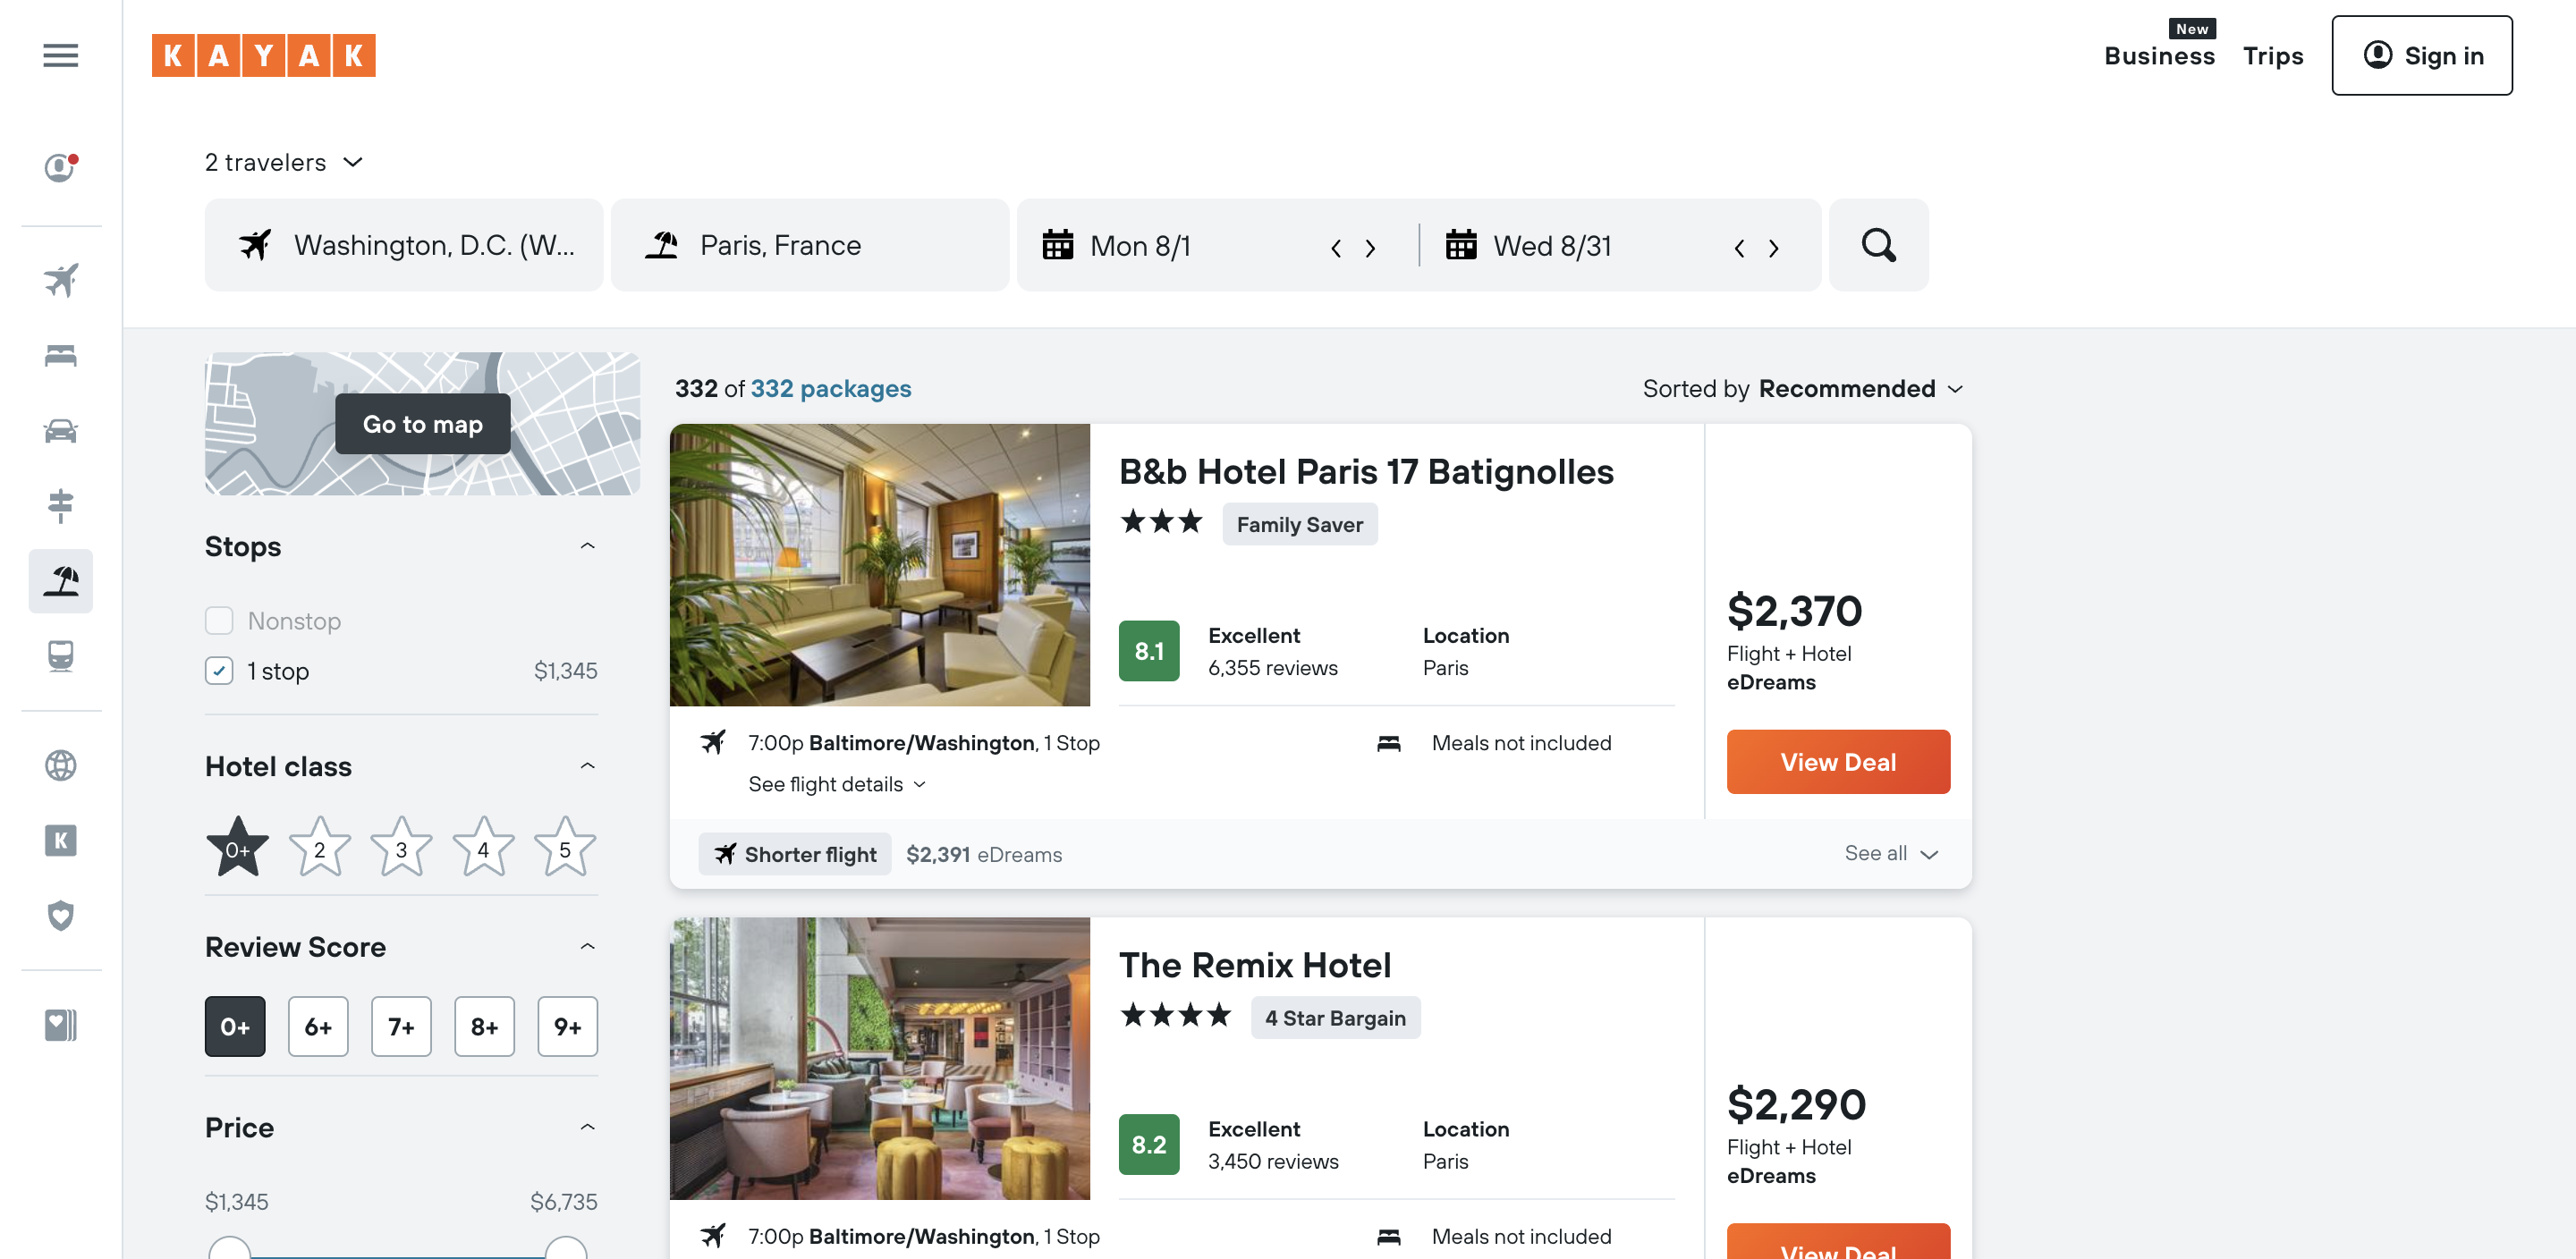 KAYAK
New
Business
Trips
Sign in
2 travelers
Washington, D.C. (W...
Paris, France
Mon 8/1
Wed 8/31
Go to map
332 of 332 packages
Sorted by Recommended
Stops
Nonstop
1 stop
$1,345
Hotel class
0+
2
3
4
5
Review Score
0+
6+
7+
8+
9+
Price
$1,345
$6,735
B&b Hotel Paris 17 Batignolles
Family Saver
8.1
Excellent
6,355 reviews
Location
Paris
7:00p Baltimore/Washington, 1 Stop
See flight details
Meals not included
$2,370
Flight + Hotel
eDreams
View Deal
Shorter flight
$2,391 eDreams
See all
The Remix Hotel
4 Star Bargain
8.2
Excellent
3,450 reviews
Location
Paris
7:00p Baltimore/Washington, 1 Stop
Meals not included
$2,290
Flight + Hotel
eDreams
View Deal
K